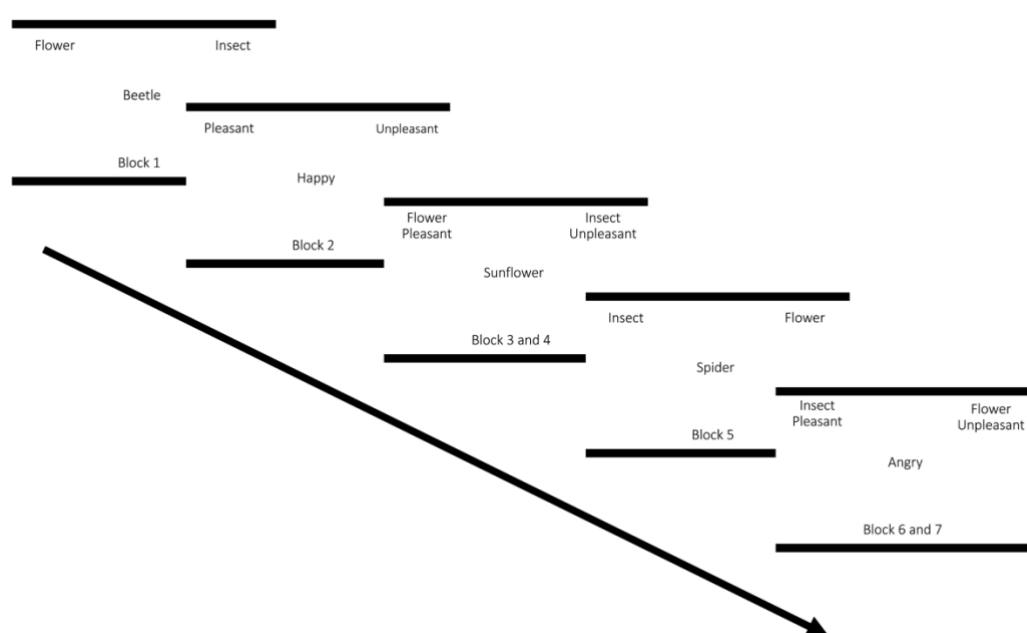 Flower Insect
Beetle
Block 1
Pleasant Unpleasant
Happy
Block 2
Flower Insect
Pleasant Unpleasant
Sunflower
Block 3 and 4
Insect Flower
Spider
Block 5
Insect Flower
Pleasant Unpleasant
Angry
Block 6 and 7